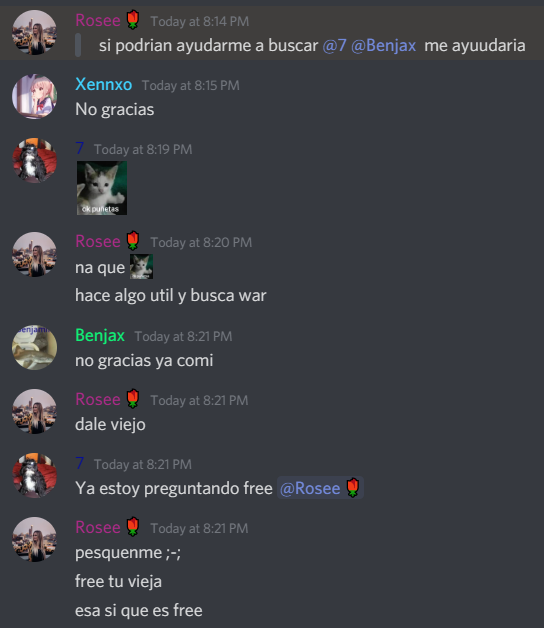 Rosee Today at 8:14 PM
si podrian ayudarme a buscar @7 @Benjax me ayuudaria
Xennxo Today at 8:15 PM
No gracias
7 Today at 8:19 PM
ok puñetas
Rosee Today at 8:20 PM
na que
hace algo util y busca war
Benjax Today at 8:21 PM
no gracias ya comi
Rosee Today at 8:21 PM
dale viejo
7 Today at 8:21 PM
Ya estoy preguntando free @Rosee
Rosee Today at 8:21 PM
pesquenme ;-;
free tu vieja
esa si que es free